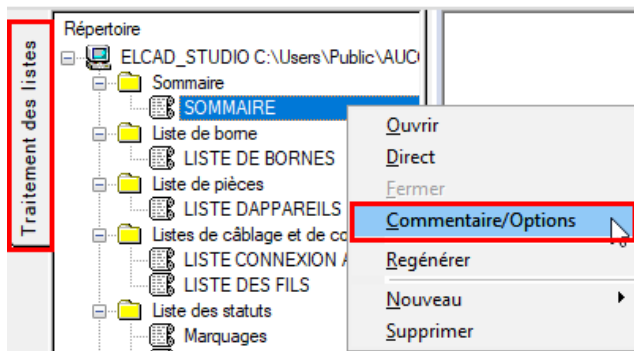 Traitement des listes
Répertoire
ELCAD_STUDIO C:\Users\Public\AUC
Sommaire
SOMMAIRE
Liste de borne
LISTE DE BORNES
Liste de pièces
LISTE DAPPAREILS
Listes de câblage et de co
LISTE CONNEXION A
LISTE DES FILS
Liste des statuts
Marquages
Ouvrir
Direct
Fermer
Commentaire/Options
Regénérer
Nouveau
Supprimer